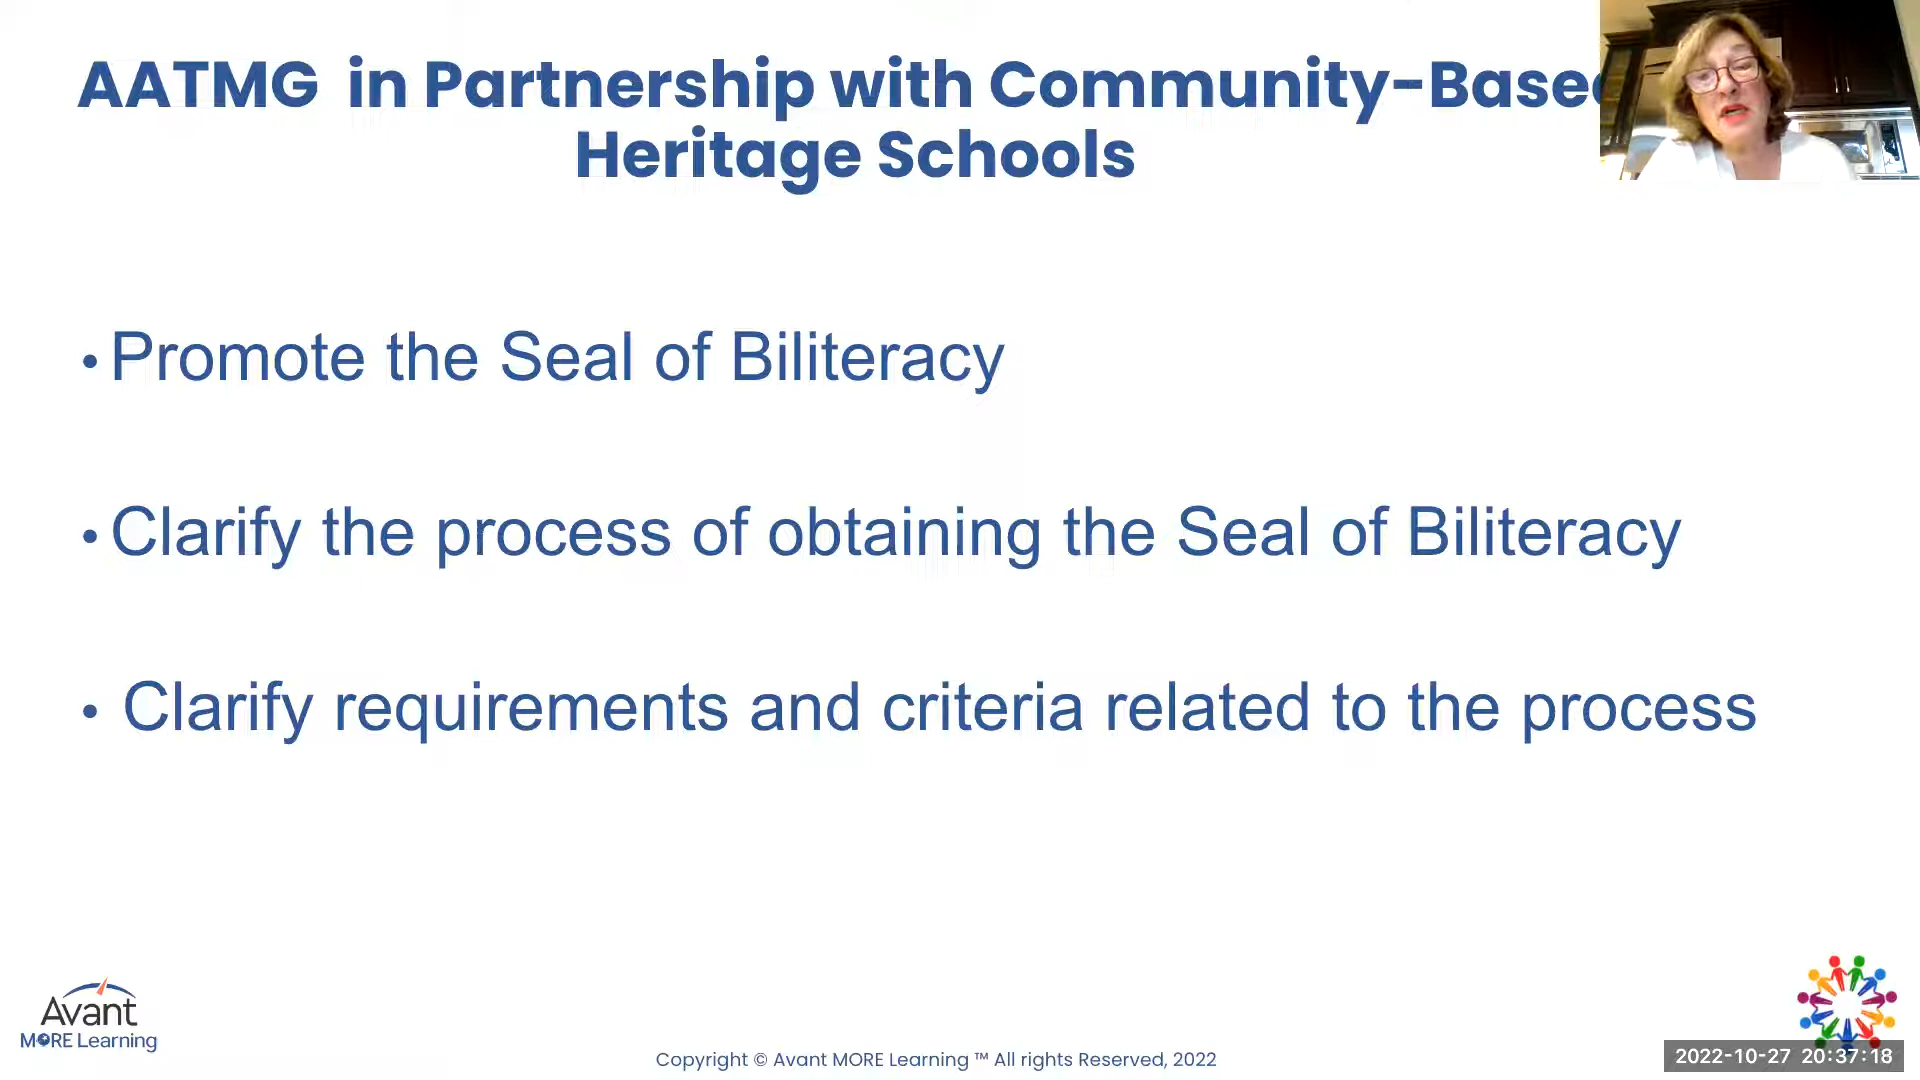 AATMG in Partnership with Community-Based
Heritage Schools
• Promote the Seal of Biliteracy
• Clarify the process of obtaining the Seal of Biliteracy
• Clarify requirements and criteria related to the process
Avant
MORE Learning
Copyright © Avant MORE Learning ™ All rights Reserved, 2022
2022-10-27 20:37:18